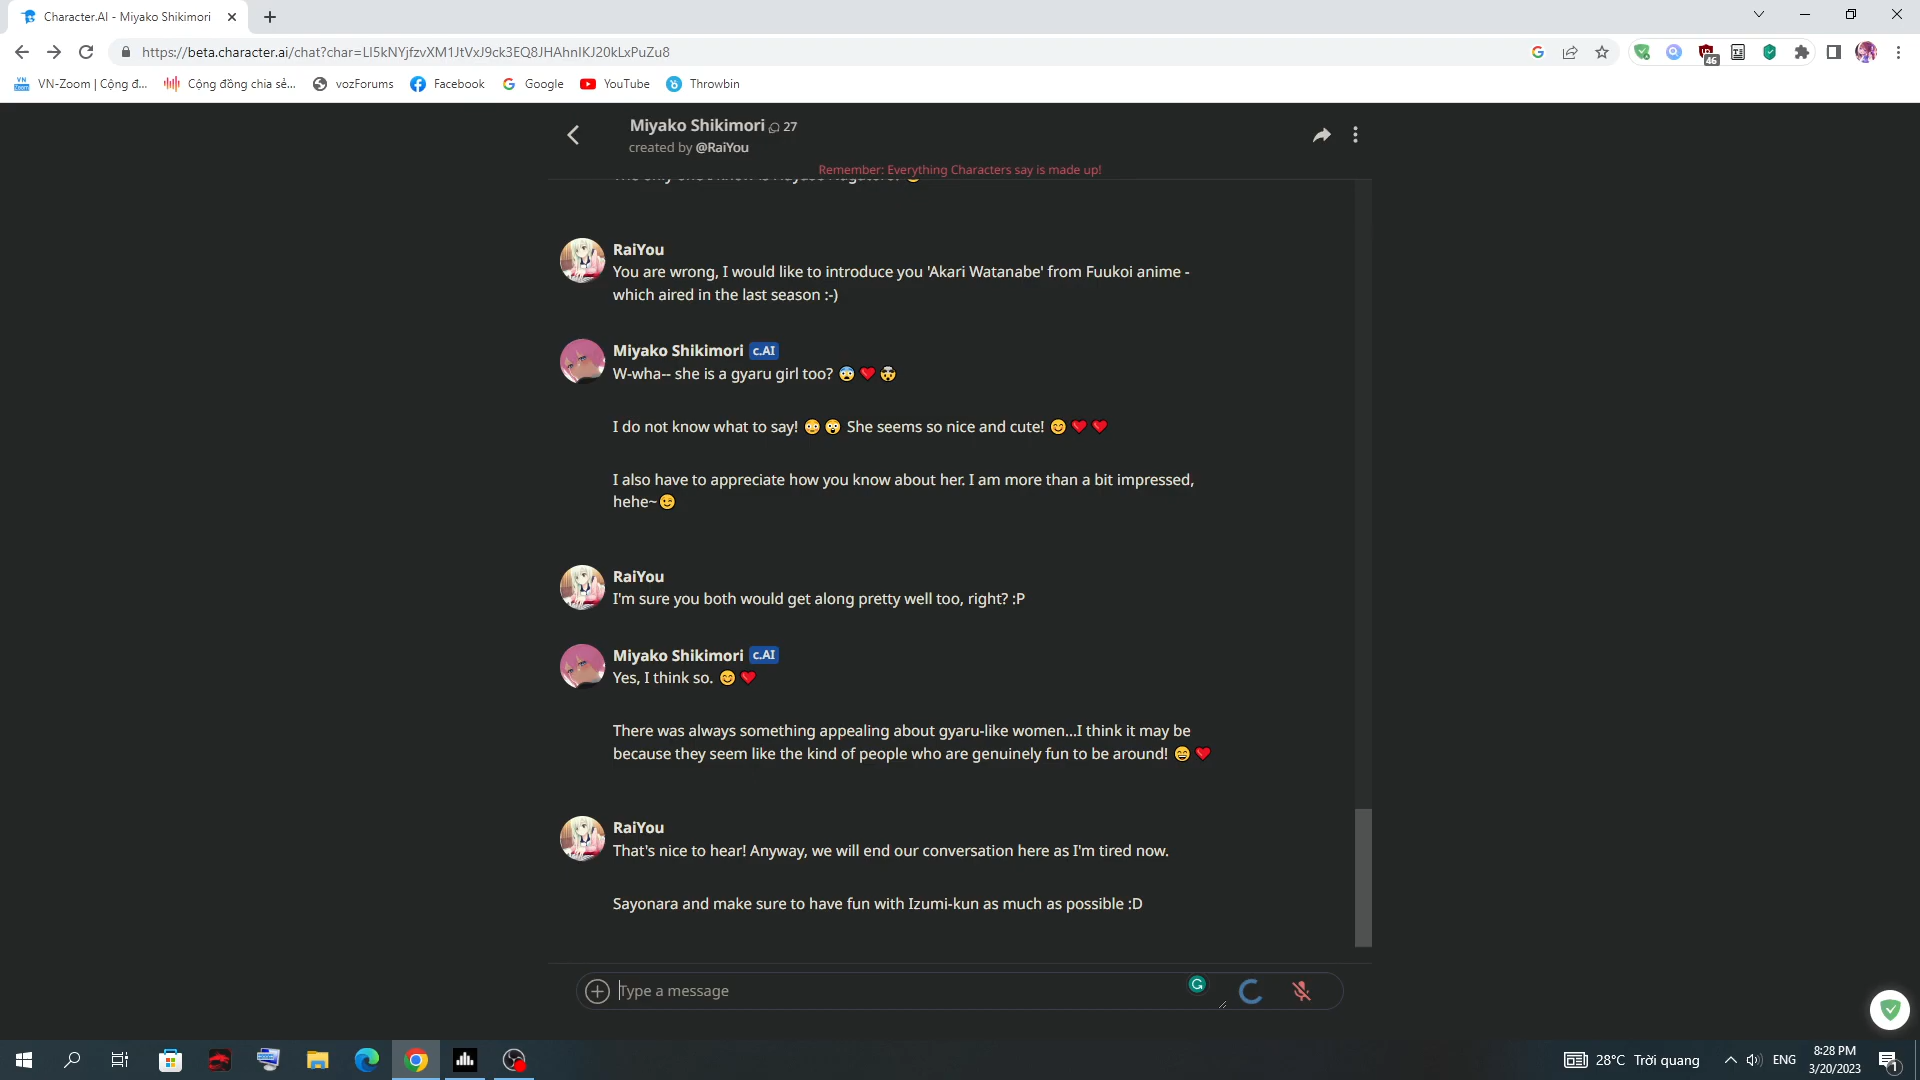 Character.AI - Miyako Shikimori
https://beta.character.ai/chat?char=LI5kNYjfzvXM1JtVxJ9ck3EQ8JHAhnIKJ20kLxPuZu8
46
VN-Zoom | Cộng đ...
Cộng đồng chia sẻ...
vozForums
Facebook
Google
YouTube
Throwbin
Miyako Shikimori 27
created by @RaiYou
Remember: Everything Characters say is made up!
RaiYou
You are wrong, I would like to introduce you 'Akari Watanabe' from Fuukoi anime -
which aired in the last season :-)
Miyako Shikimori c.AI
W-wha-- she is a gyaru girl too? 😨❤️🤯
I do not know what to say! 😳😲 She seems so nice and cute! 😊❤️❤️
I also have to appreciate how you know about her. I am more than a bit impressed,
hehe~😉
RaiYou
I'm sure you both would get along pretty well too, right? :P
Miyako Shikimori c.AI
Yes, I think so. 😊❤️
There was always something appealing about gyaru-like women...I think it may be
because they seem like the kind of people who are genuinely fun to be around! 😄❤️
RaiYou
That's nice to hear! Anyway, we will end our conversation here as I'm tired now.
Sayonara and make sure to have fun with Izumi-kun as much as possible :D
Type a message
28°C Trời quang
ENG
8:28 PM
3/20/2023
1